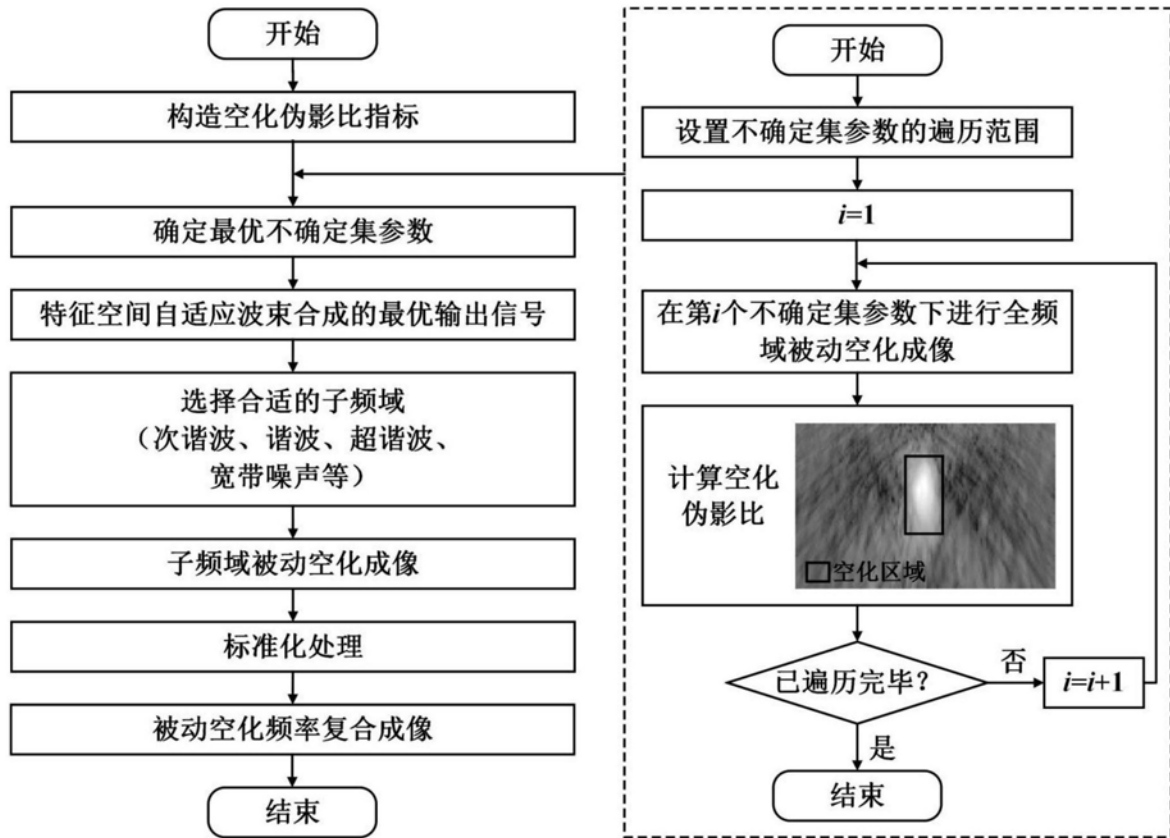 开始
构造空化伪影比指标
确定最优不确定集参数
特征空间自适应波束合成的最优输出信号
选择合适的子频域
（次谐波、谐波、超谐波、
宽带噪声等）
子频域被动空化成像
标准化处理
被动空化频率复合成像
结束
开始
设置不确定集参数的遍历范围
i=1
在第i个不确定集参数下进行全频
域被动空化成像
计算空化
伪影比
空化区域
已遍历完毕？
否
i=i+1
是
结束